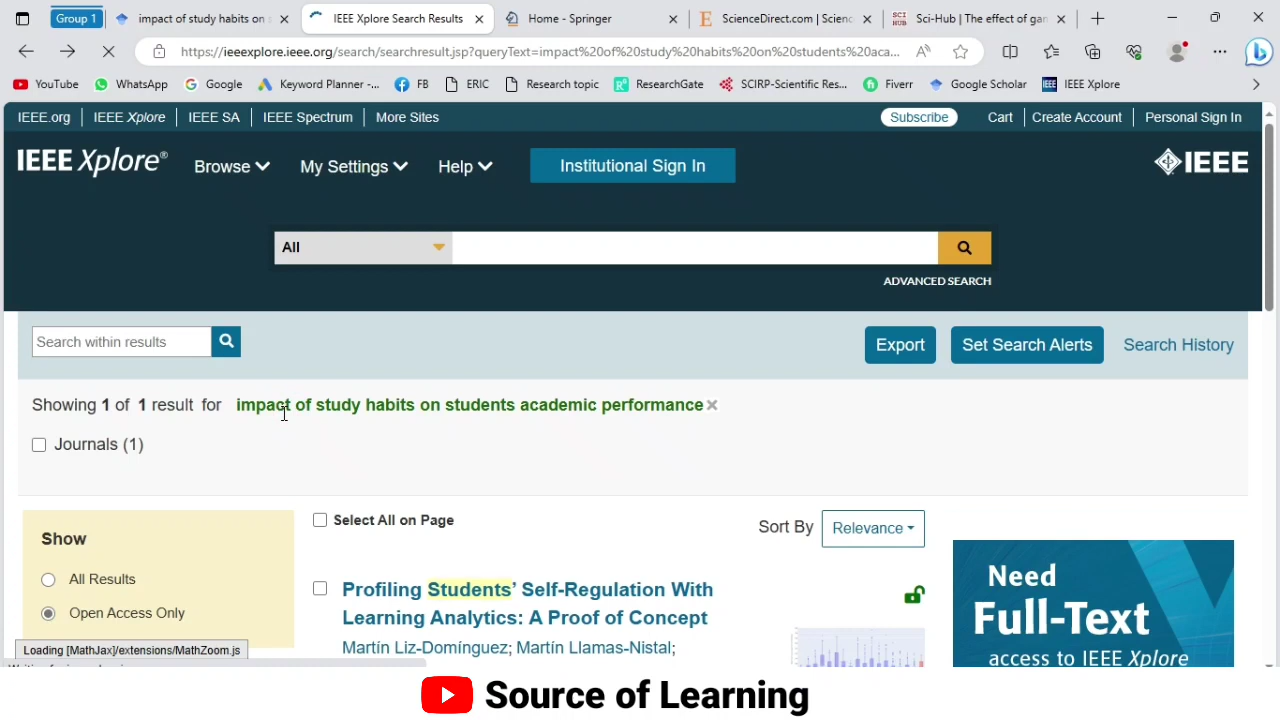 Group 1
impact of study habits on s
IEEE Xplore Search Results
Home - Springer
ScienceDirect.com | Scienc
SCI HUB
Sci-Hub | The effect of gan
https://ieeexplore.ieee.org/search/searchresult.jsp?queryText=impact%20of%20study%20habits%20on%20students%20aca...
YouTube
WhatsApp
Google
Keyword Planner -...
FB
ERIC
Research topic
ResearchGate
SCIRP-Scientific Res...
Fiverr
Google Scholar
IEEE Xplore
IEEE.org
IEEE Xplore
IEEE SA
IEEE Spectrum
More Sites
Subscribe
Cart
Create Account
Personal Sign In
IEEE Xplore®
Browse
My Settings
Help
Institutional Sign In
IEEE
All
ADVANCED SEARCH
Search within results
Export
Set Search Alerts
Search History
Showing 1 of 1 result for impact of study habits on students academic performance
Journals (1)
Show
All Results
Open Access Only
Select All on Page
Sort By
Relevance
Profiling Students' Self-Regulation With
Learning Analytics: A Proof of Concept
Martín Liz-Domínguez; Martín Llamas-Nistal;
Need
Full-Text
access to IEEE Xplore
Loading [MathJax]/extensions/MathZoom.js
Source of Learning